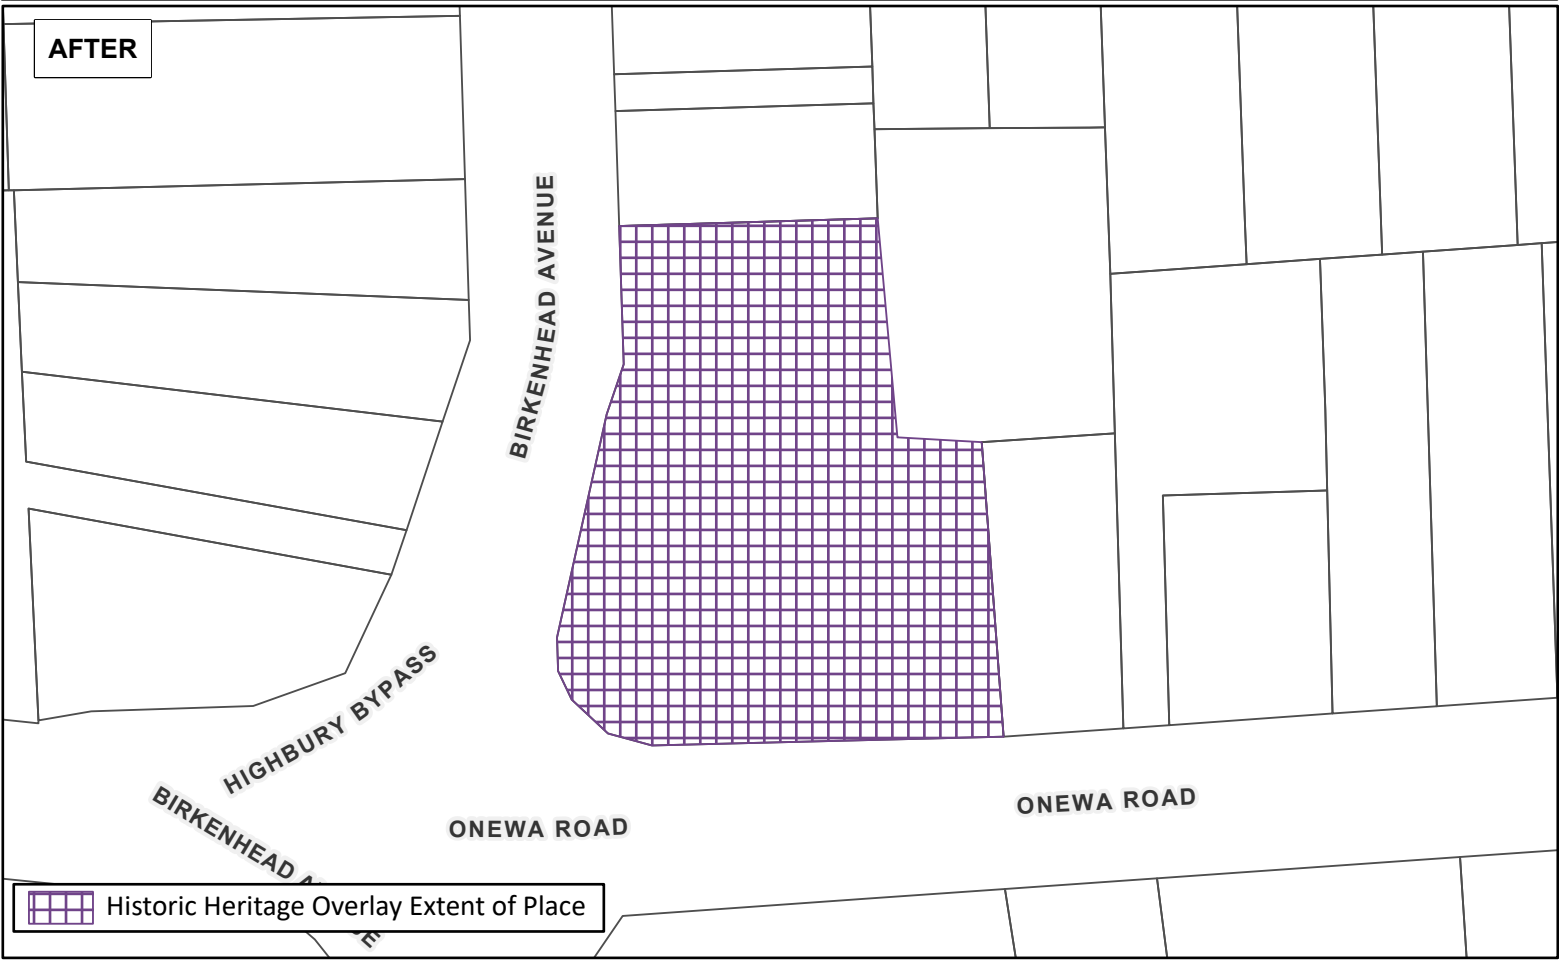 AFTER
BIRKENHEAD AVENUE
HIGHBURY BYPASS
BIRKENHEAD
ONEWA ROAD
ONEWA ROAD
Historic Heritage Overlay Extent of Place